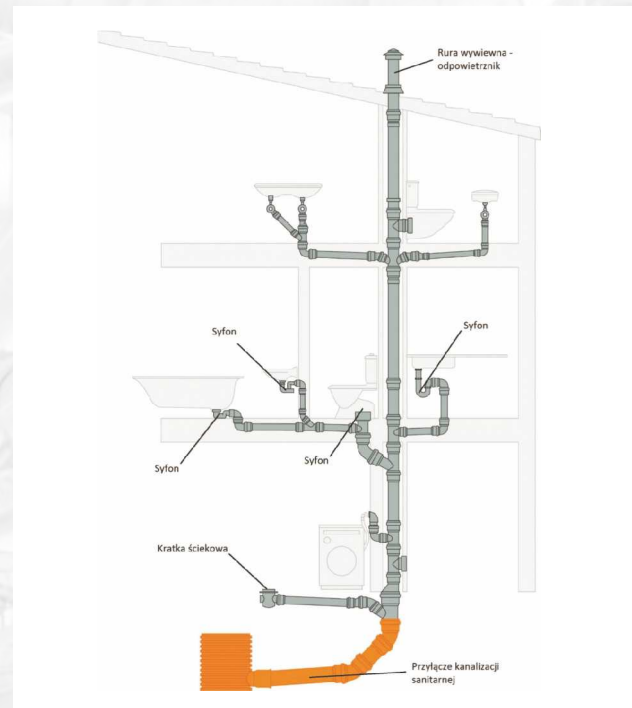 Rura wywiewna -
odpowietrznik
Syfon
Syfon
Syfon
Syfon
Kratka ściekowa
Przyłącze kanalizacji
sanitarnej